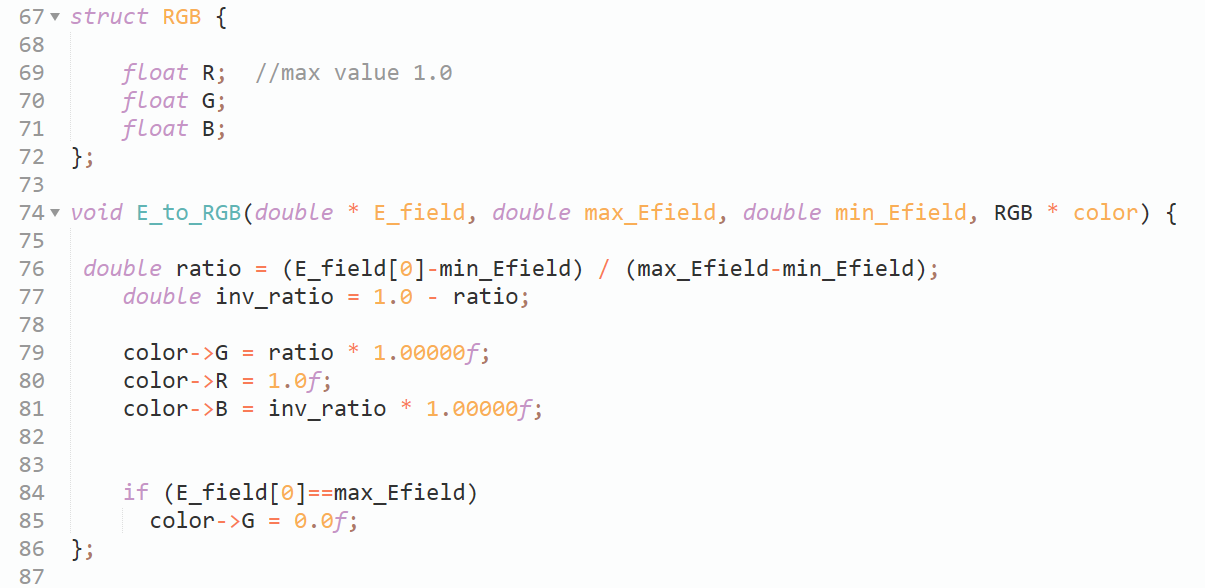 67 struct RGB {
68
69     float R;  //max value 1.0
70     float G;
71     float B;
72 };
73
74 void E_to_RGB(double * E_field, double max_Efield, double min_Efield, RGB * color) {
75
76  double ratio = (E_field[0]-min_Efield) / (max_Efield-min_Efield);
77     double inv_ratio = 1.0 - ratio;
78
79     color->G = ratio * 1.00000f;
80     color->R = 1.0f;
81     color->B = inv_ratio * 1.00000f;
82
83
84     if (E_field[0]==max_Efield)
85       color->G = 0.0f;
86 };
87